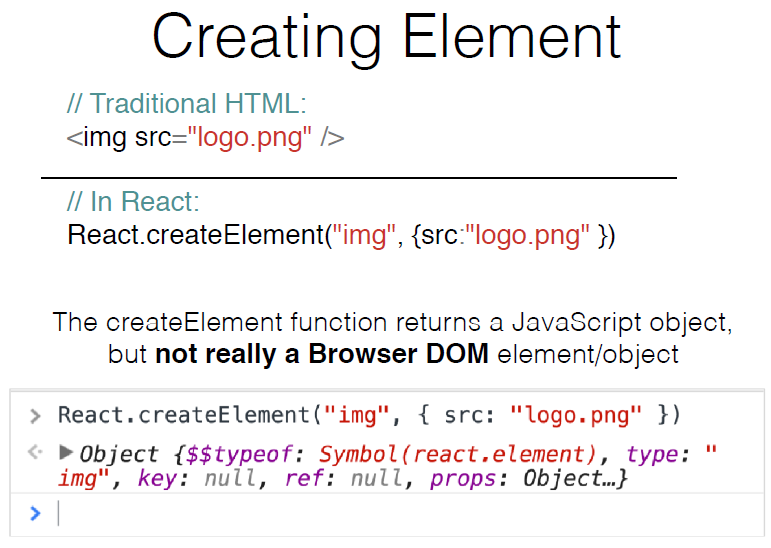 Creating Element
// Traditional HTML:
<img src="logo.png" />
// In React:
React.createElement("img", {src:"logo.png" })
The createElement function returns a JavaScript object,
but not really a Browser DOM element/object
> React.createElement("img", { src: "logo.png" })
<· ▶Object {$$typeof: Symbol(react.element), type: "
img", key: null, ref: null, props: Object…}
>